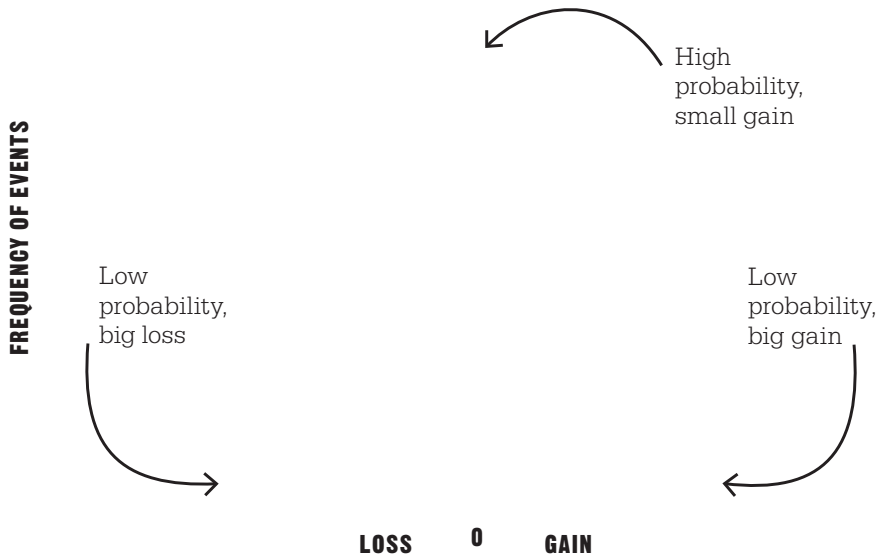 High
probability,
small gain
FREQUENCY OF EVENTS
Low
probability,
big loss
Low
probability,
big gain
LOSS 0 GAIN